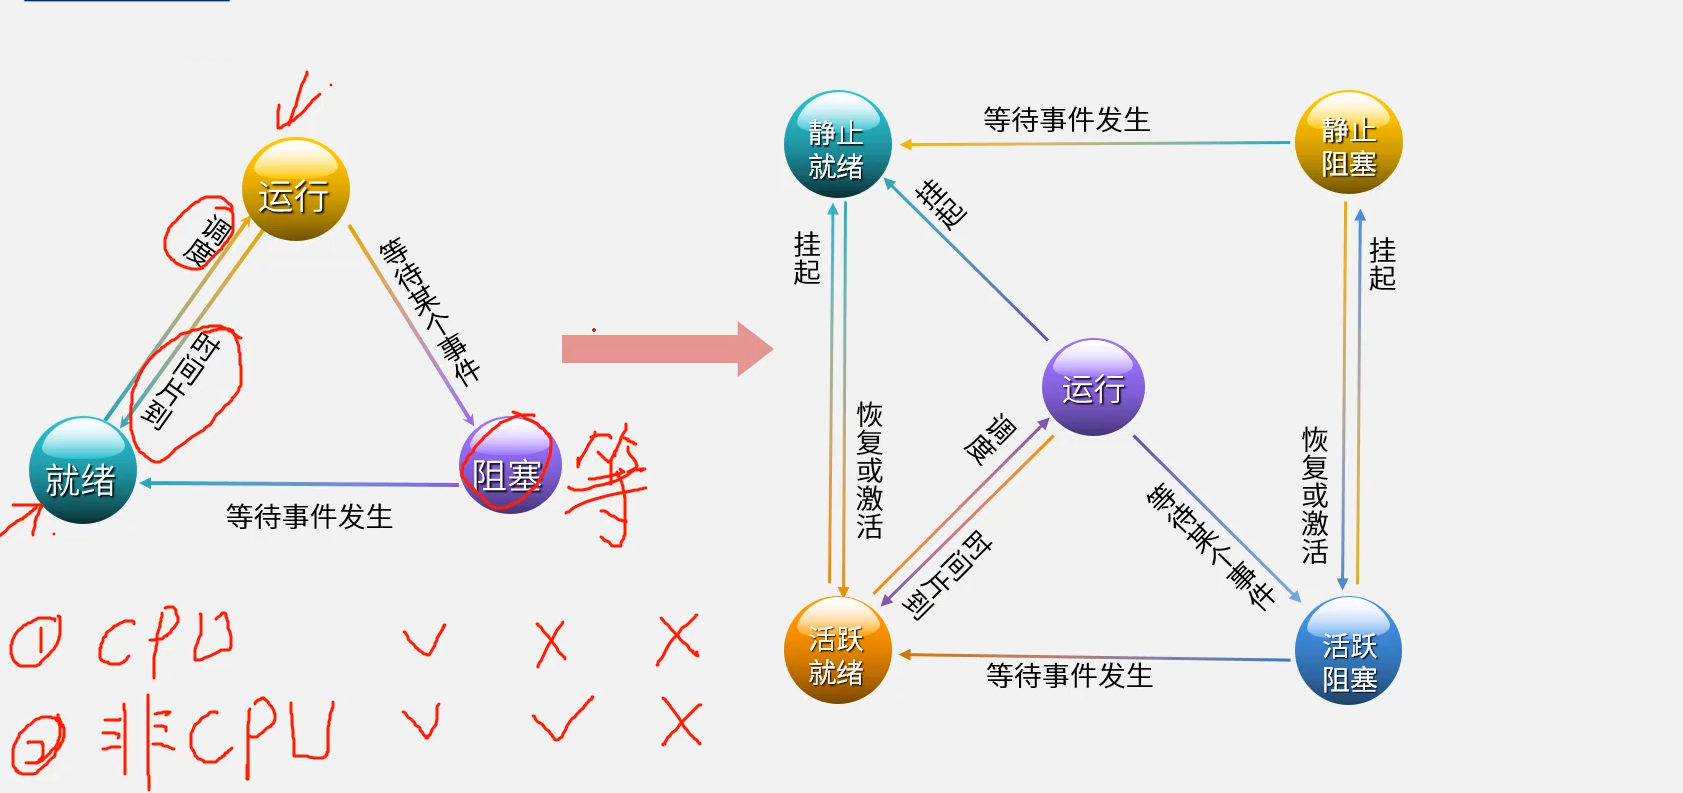 运行
调度
时间片到
等待某个事件
就绪
阻塞
等
等待事件发生
① CPU ✓ × ×
② 非CPU ✓ ✓ ×
静止就绪
等待事件发生
静止阻塞
挂起
挂起
挂起
运行
恢复或激活
调度
时间片到
等待某个事件
恢复或激活
活跃就绪
等待事件发生
活跃阻塞